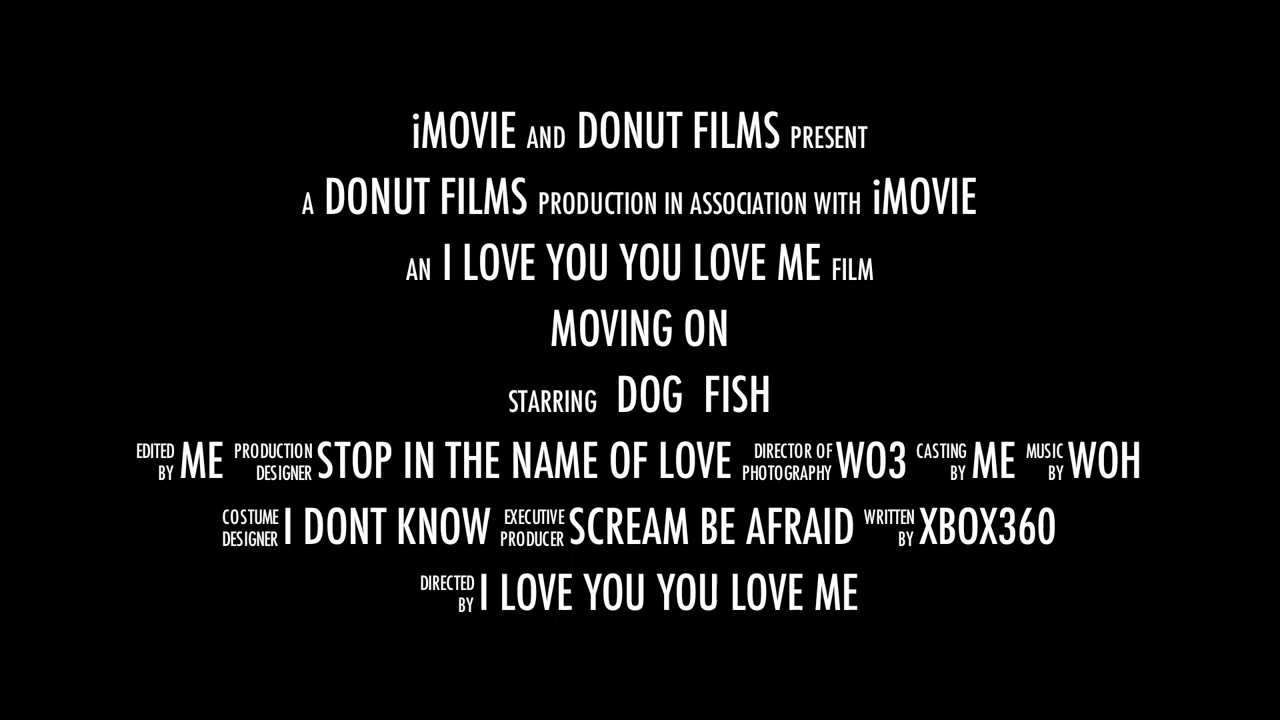 iMOVIE AND DONUT FILMS PRESENT
A DONUT FILMS PRODUCTION IN ASSOCIATION WITH iMOVIE
AN I LOVE YOU YOU LOVE ME FILM
MOVING ON
STARRING DOG FISH
EDITED BY ME PRODUCTION DESIGNER STOP IN THE NAME OF LOVE DIRECTOR OF PHOTOGRAPHY WO3 CASTING BY ME MUSIC BY WOH
COSTUME DESIGNER I DONT KNOW EXECUTIVE PRODUCER SCREAM BE AFRAID WRITTEN BY XBOX360
DIRECTED BY I LOVE YOU YOU LOVE ME